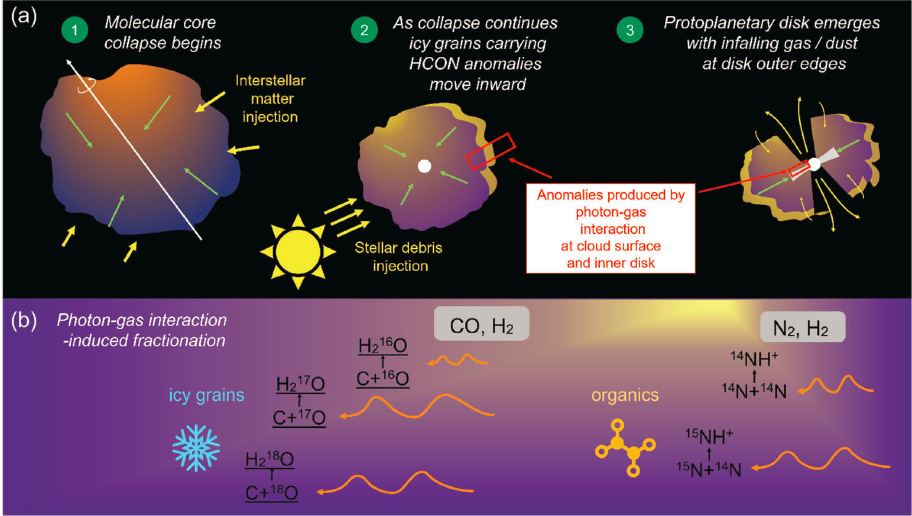 (a)
1
Molecular core
collapse begins
Interstellar
matter
injection
2
As collapse continues
icy grains carrying
HCON anomalies
move inward
Stellar debris
injection
3
Protoplanetary disk emerges
with infalling gas / dust
at disk outer edges
Anomalies produced by
photon-gas
interaction
at cloud surface
and inner disk
(b)
Photon-gas interaction
-induced fractionation
CO, H₂
H₂¹⁶O
C+¹⁶O
H₂¹⁷O
C+¹⁷O
icy grains
H₂¹⁸O
C+¹⁸O
N₂, H₂
¹⁴NH⁺
¹⁴N+¹⁴N
organics
¹⁵NH⁺
¹⁵N+¹⁴N